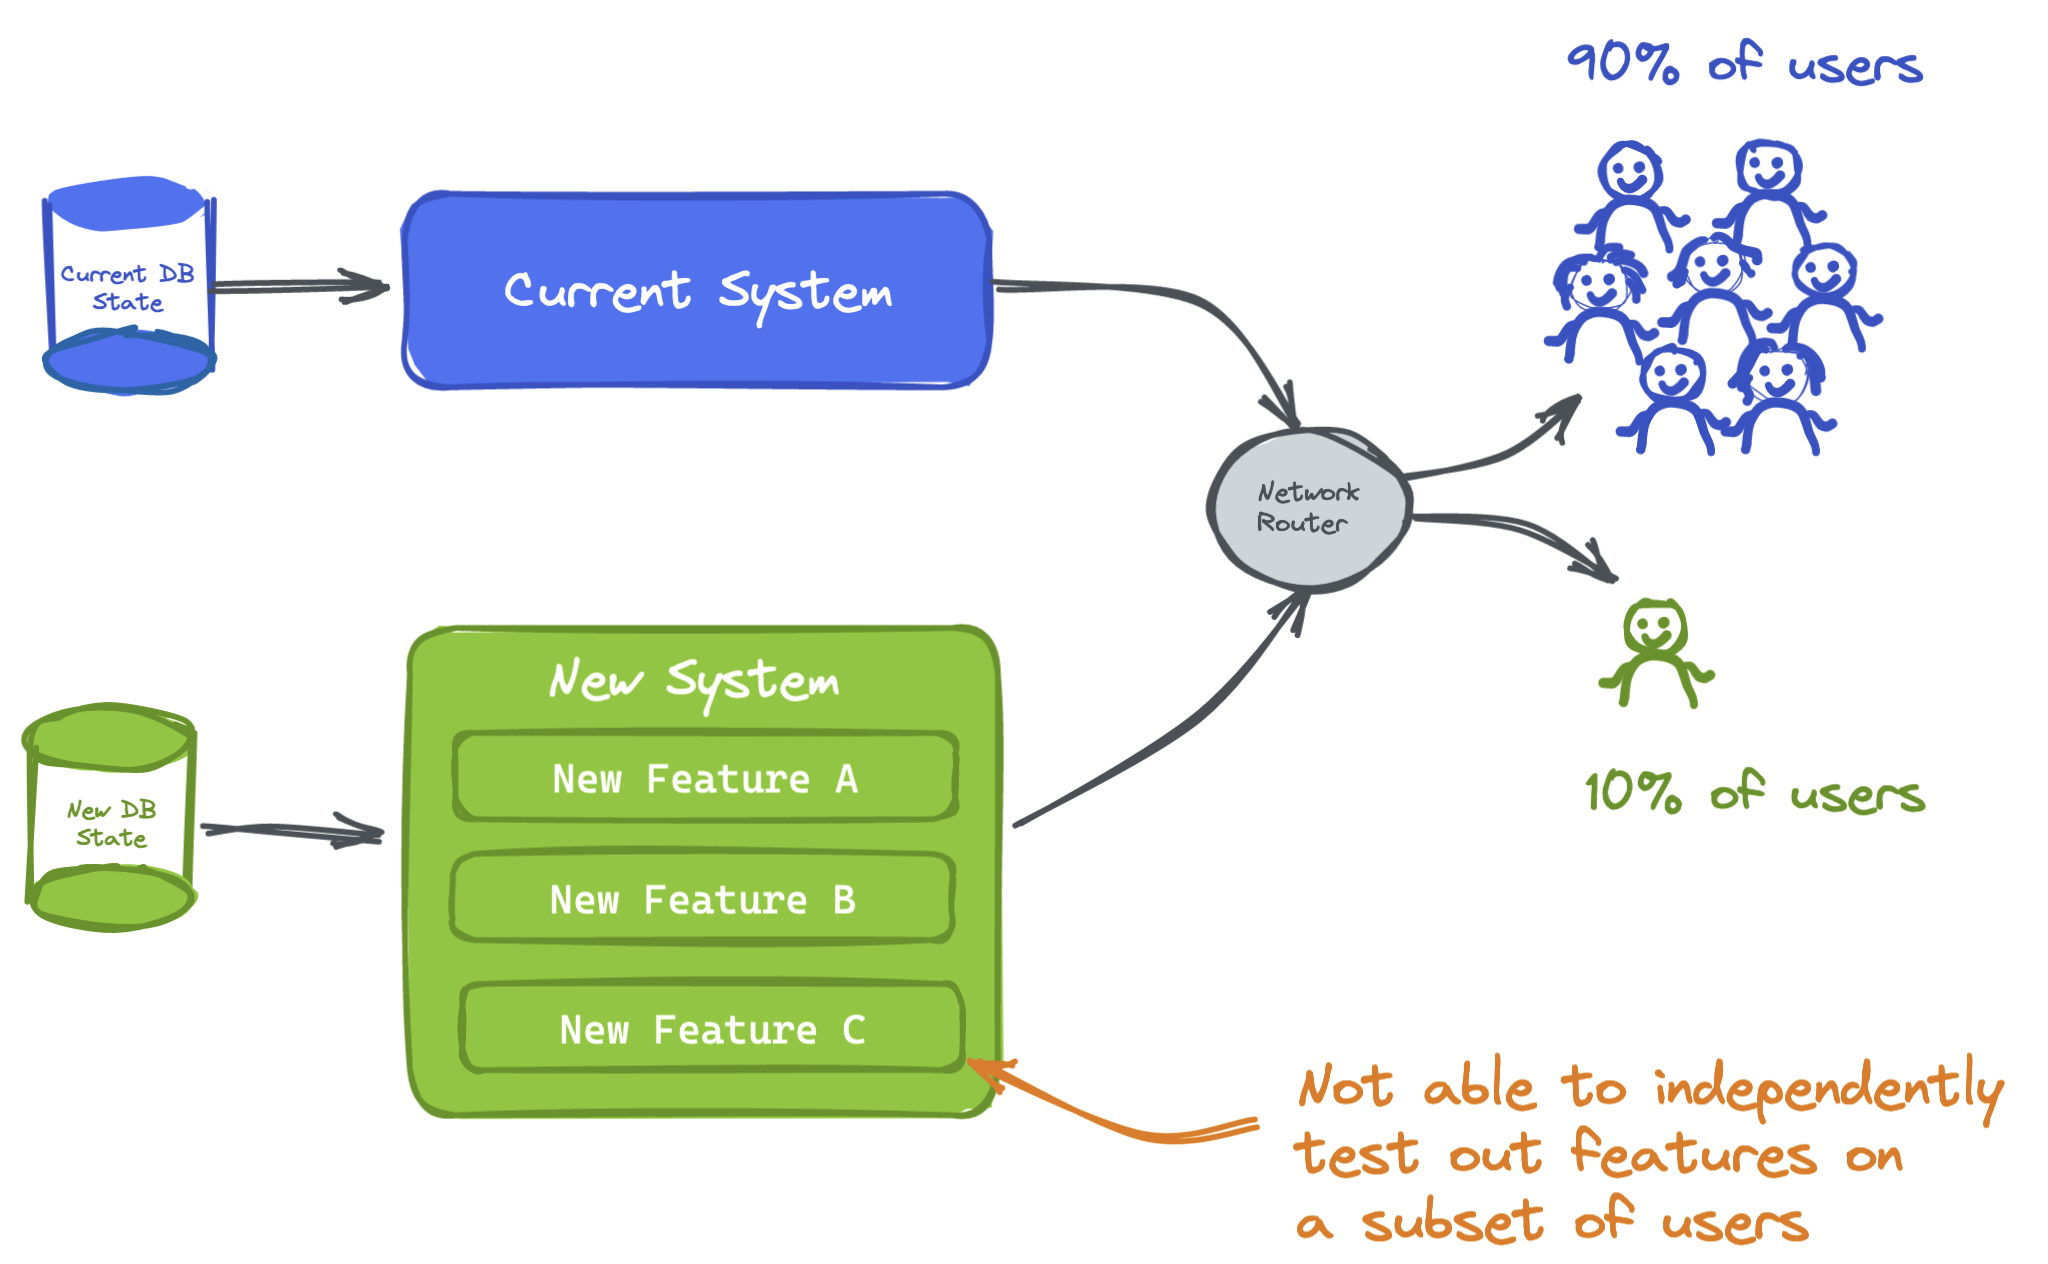 90% of users
Current DB
State
Current System
Network
Router
New System
New Feature A
New DB
State
New Feature B
New Feature C
10% of users
Not able to independently
test out features on
a subset of users